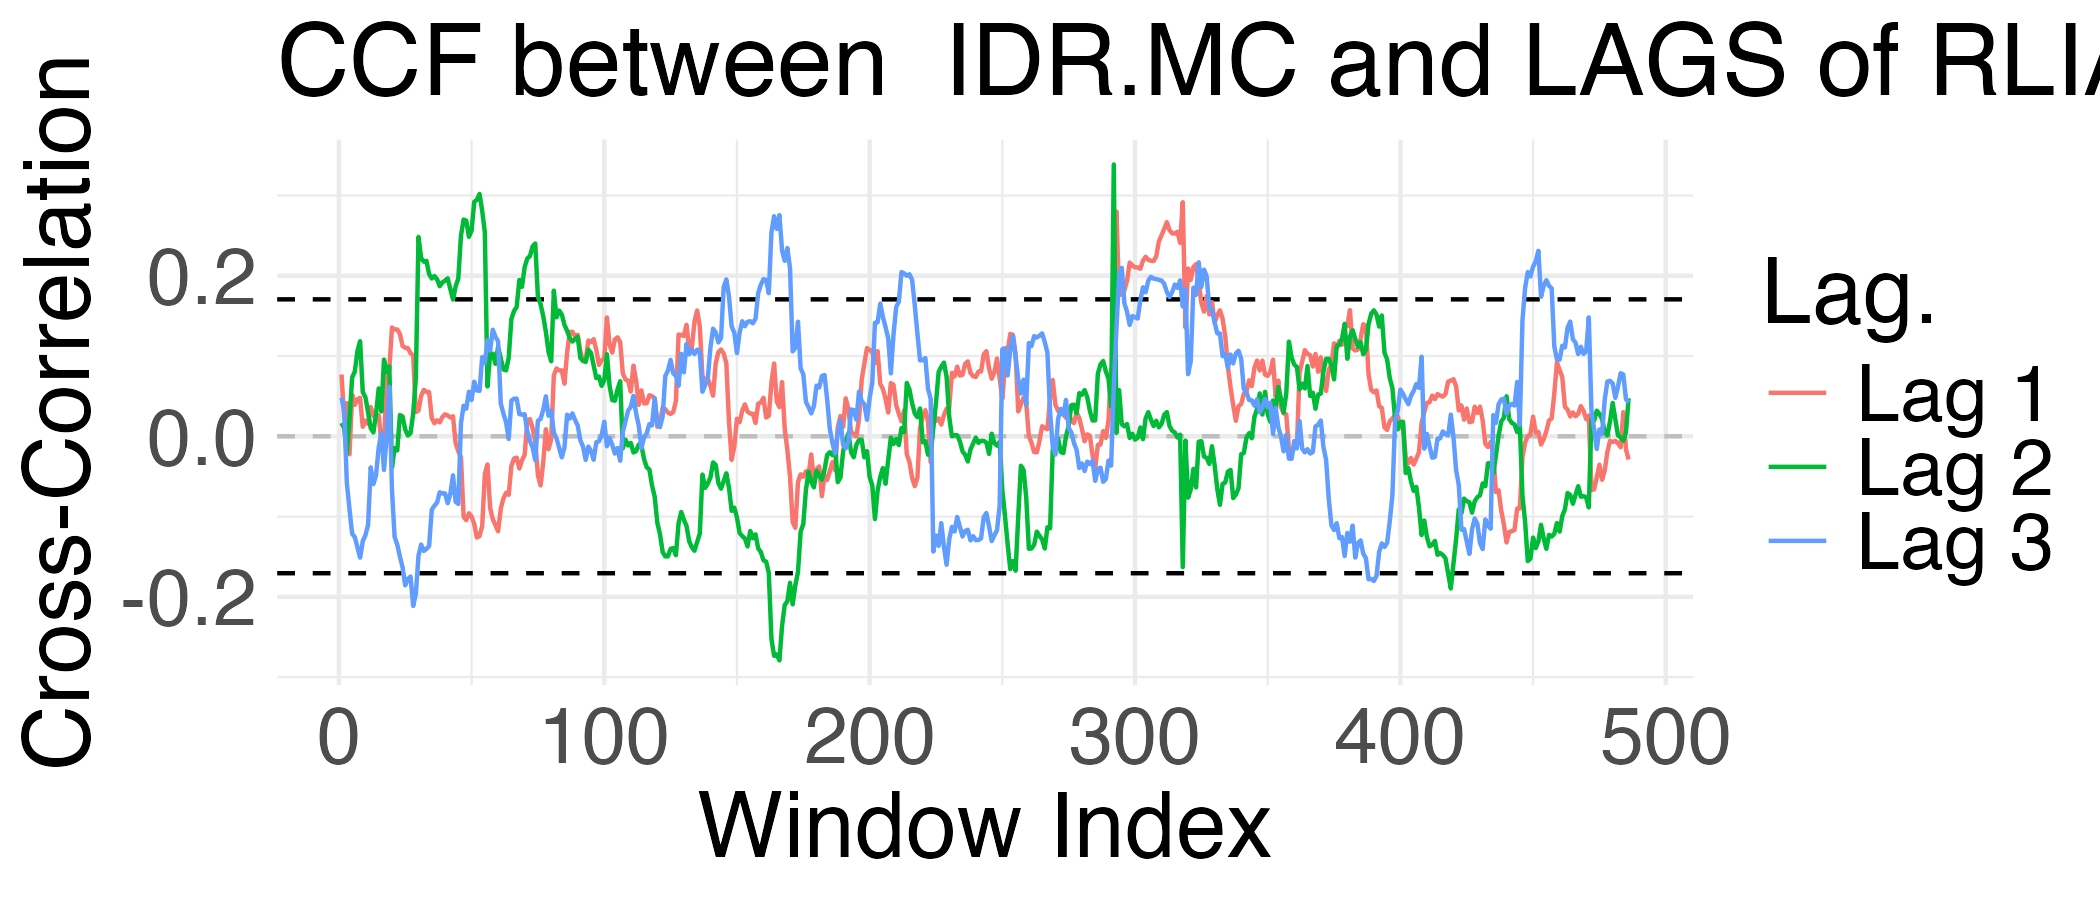 CCF between  IDR.MC and LAGS of RLIA
Cross-Correlation
0.2
0.0
-0.2
0
100
200
300
400
500
Window Index
Lag.
Lag 1
Lag 2
Lag 3